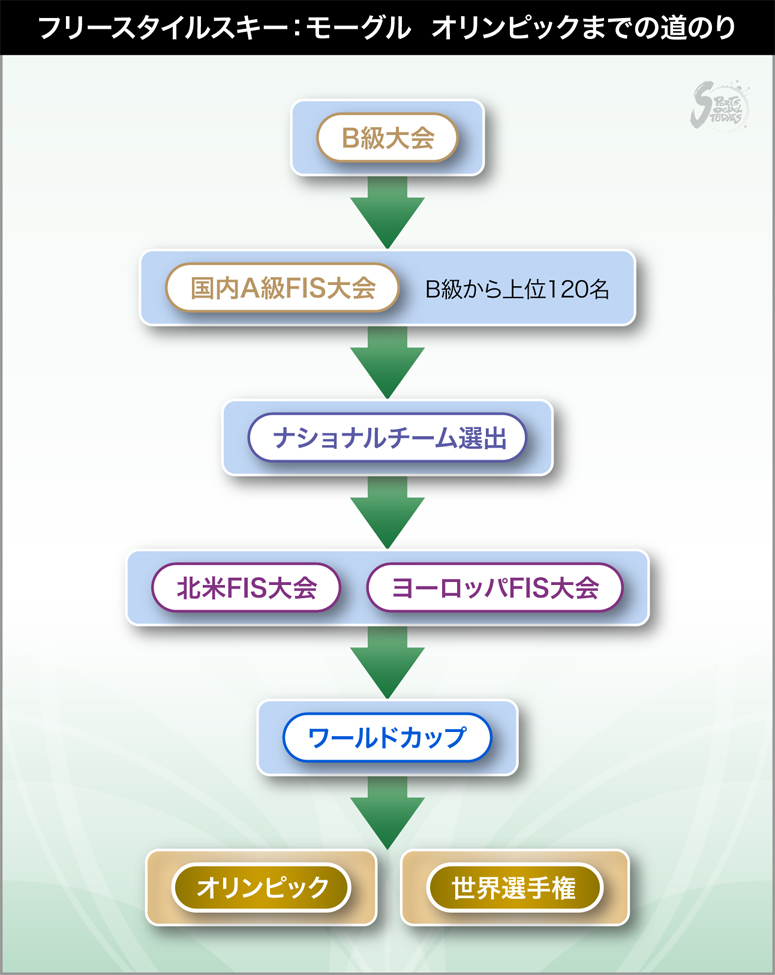 フリースタイルスキー：モーグル　オリンピックまでの道のり
SPORTS
SOCIAL
STORIES
B級大会
国内A級FIS大会 B級から上位120名
ナショナルチーム選出
北米FIS大会 ヨーロッパFIS大会
ワールドカップ
オリンピック 世界選手権